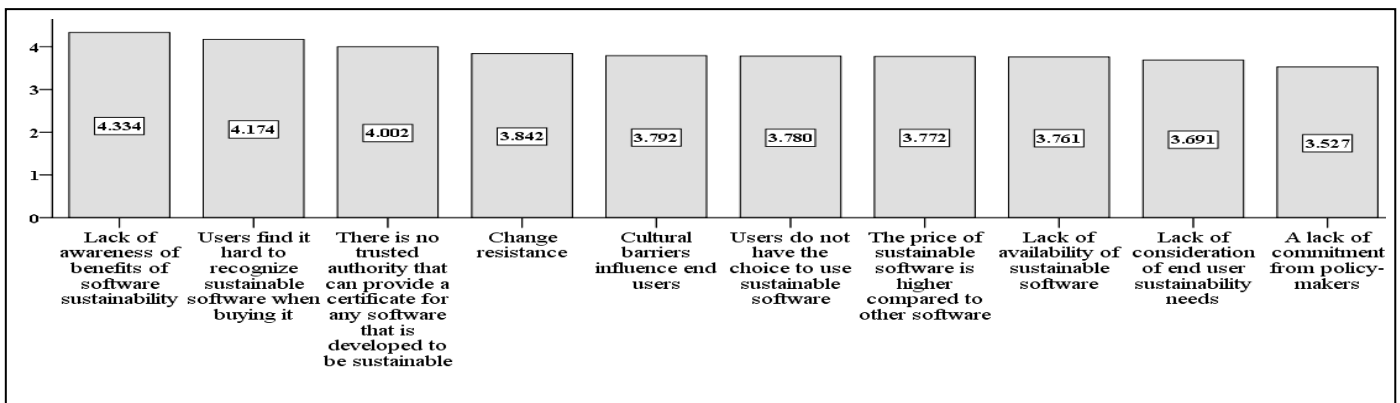 4
3
2
1
0
4.334
4.174
4.002
3.842
3.792
3.780
3.772
3.761
3.691
3.527
Lack of
awareness of
benefits of
software
sustainability
Users find it
hard to
recognize
sustainable
software when
buying it
There is no
trusted
authority that
can provide a
certificate for
any software
that is
developed to
be sustainable
Change
resistance
Cultural
barriers
influence end
users
Users do not
have the
choice to use
sustainable
software
The price of
sustainable
software is
higher
compared to
other software
Lack of
availability of
sustainable
software
Lack of
consideration
of end user
sustainability
needs
A lack of
commitment
from policy-
makers